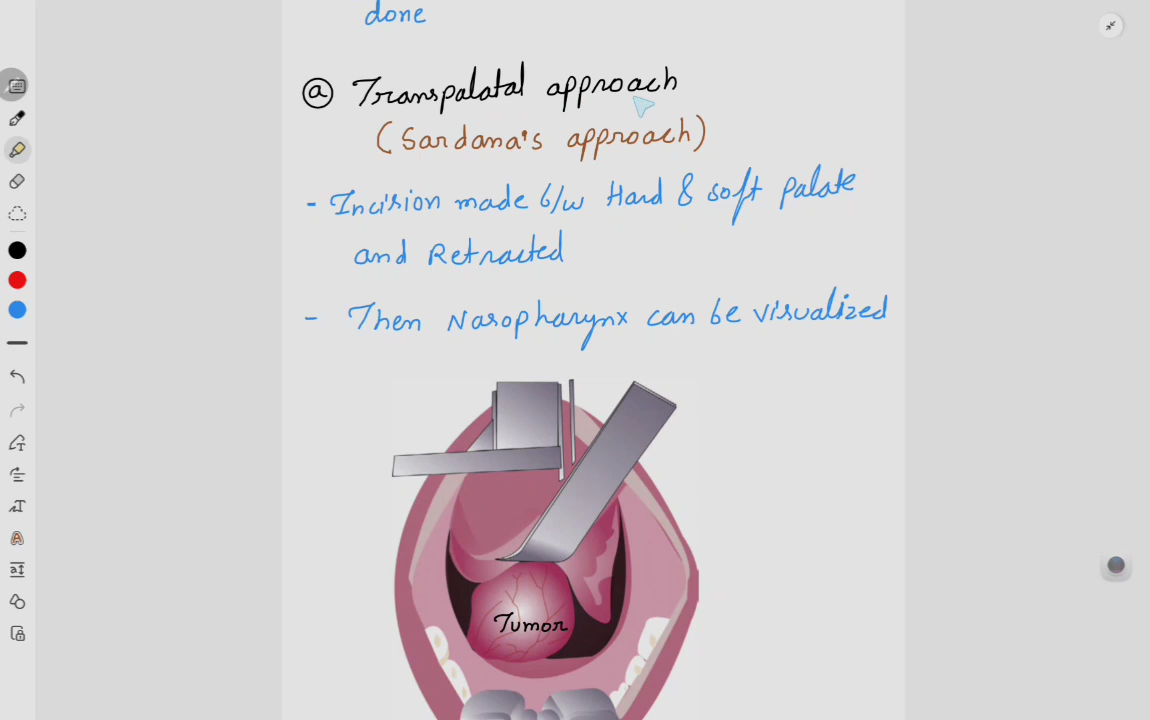 done
ⓐ Transpalatal approach
(Sardana's approach)
- Incision made b/w Hard & soft palate
and Retracted
- Then Nasopharynx can be visualized
Tumor